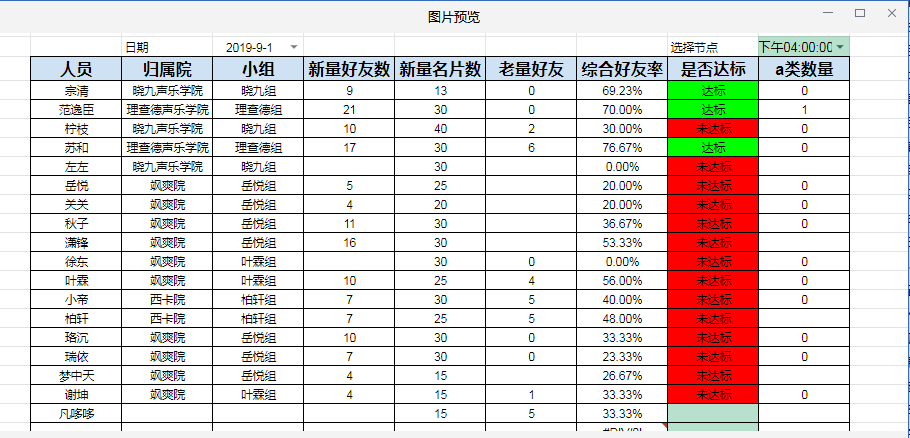 图片预览
日期 2019-9-1 选择节点 下午04:00:00
人员 归属院 小组 新量好友数 新量名片数 老量好友 综合好友率 是否达标 a类数量
宗清 晓九声乐学院 晓九组 9 13 0 69.23% 达标 0
范逸臣 理查德声乐学院 理查德组 21 30 0 70.00% 达标 1
柠枝 晓九声乐学院 晓九组 10 40 2 30.00% 未达标 0
苏和 理查德声乐学院 理查德组 17 30 6 76.67% 达标 0
左左 晓九声乐学院 晓九组 30 0.00% 未达标
岳悦 飒爽院 岳悦组 5 25 20.00% 未达标 0
关关 飒爽院 岳悦组 4 20 20.00% 未达标 0
秋子 飒爽院 岳悦组 11 30 36.67% 未达标 0
潇锋 飒爽院 岳悦组 16 30 53.33% 未达标
徐东 飒爽院 叶霖组 30 0 0.00% 未达标 0
叶霖 飒爽院 叶霖组 10 25 4 56.00% 未达标 0
小帝 西卡院 柏轩组 7 30 5 40.00% 未达标 0
柏轩 西卡院 柏轩组 7 25 5 48.00% 未达标
珞沉 飒爽院 岳悦组 10 30 0 33.33% 未达标 0
瑞依 飒爽院 岳悦组 7 30 0 23.33% 未达标 0
梦中天 飒爽院 岳悦组 4 15 26.67% 未达标
谢坤 飒爽院 叶霖组 4 15 1 33.33% 未达标 0
凡哆哆 15 5 33.33%